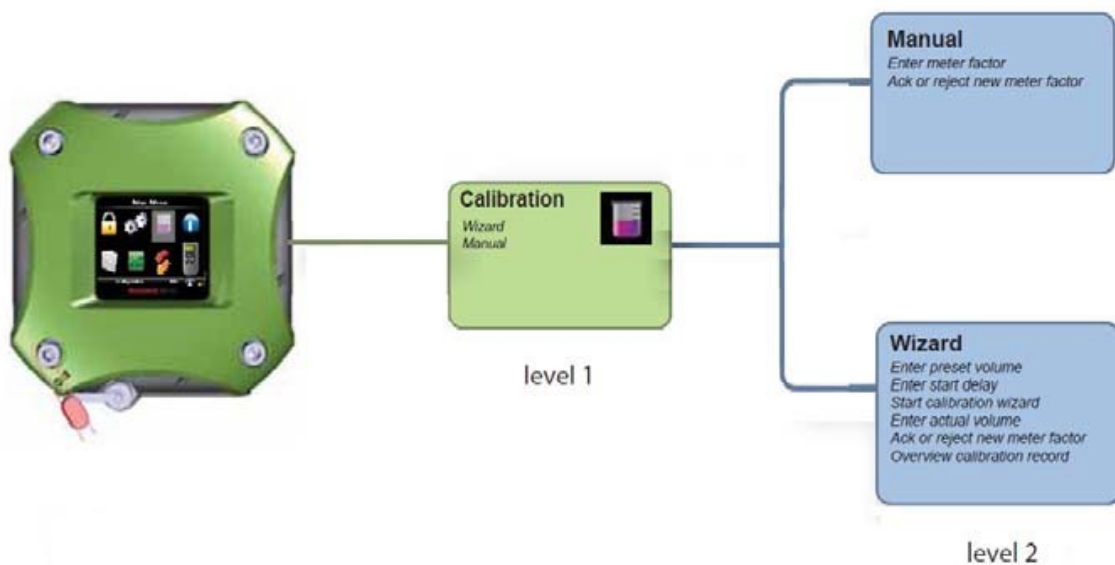 Manual
Enter meter factor
Ack or reject new meter factor
Calibration
Wizard
Manual
level 1
Wizard
Enter preset volume
Enter start delay
Start calibration wizard
Enter actual volume
Ack or reject new meter factor
Overview calibration record
level 2